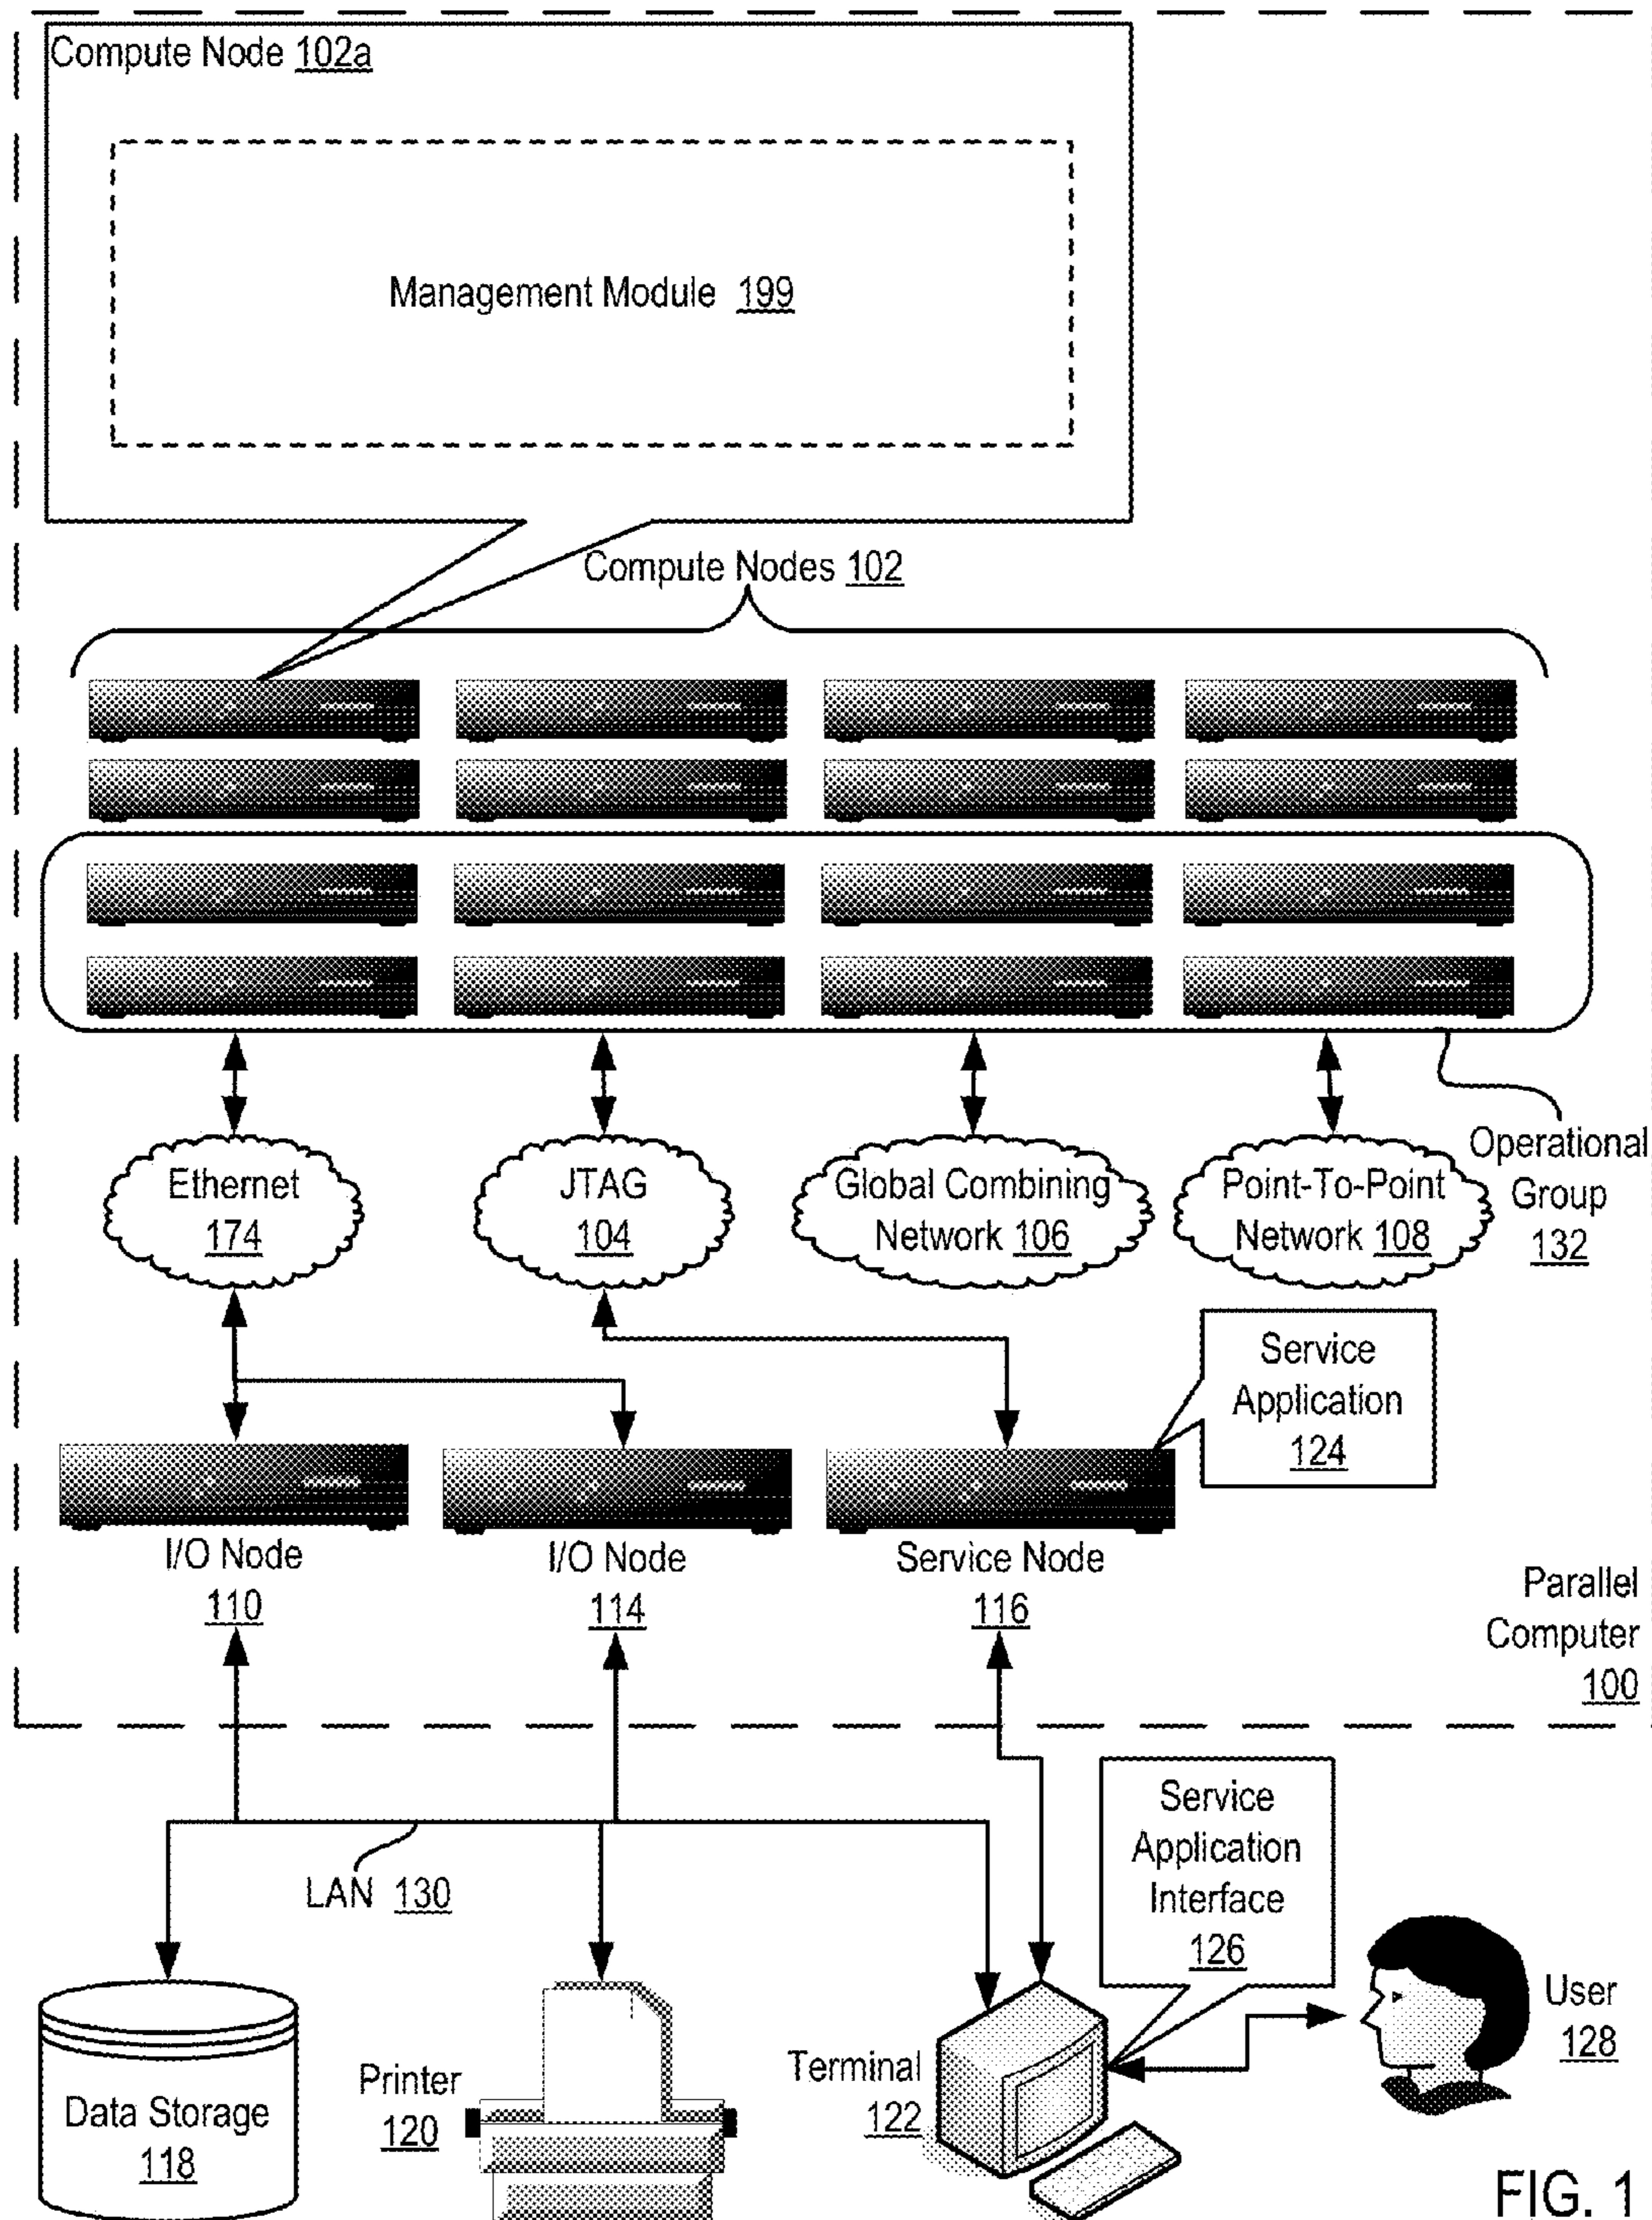 Compute Node 102a
Management Module 199
Compute Nodes 102
Ethernet
174
JTAG
104
Global Combining
Network 106
Point-To-Point
Network 108
Operational
Group
132
Service
Application
124
I/O Node
110
I/O Node
114
Service Node
116
Parallel
Computer
100
Service
Application
Interface
126
LAN 130
Data Storage
118
Printer
120
Terminal
122
User
128
FIG. 1